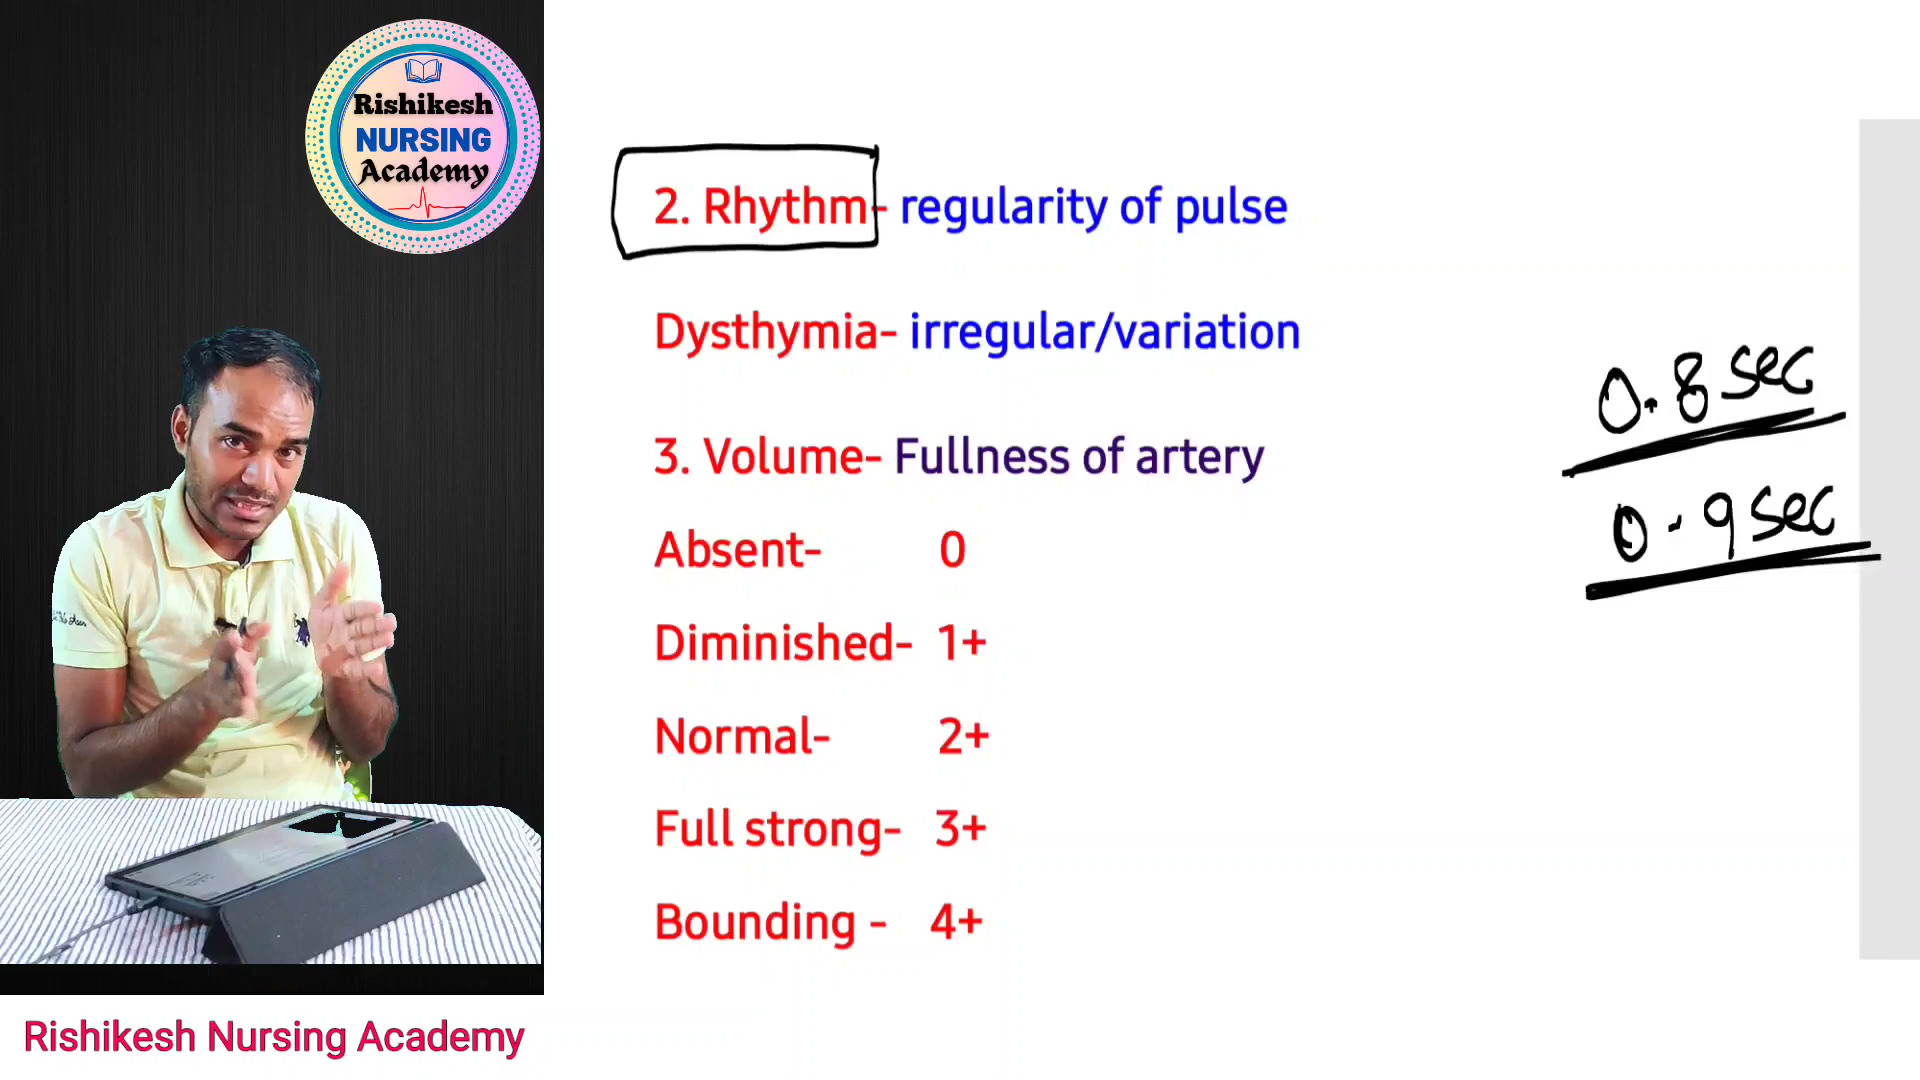 Rishikesh
NURSING
Academy
2. Rhythm- regularity of pulse
Dysthymia- irregular/variation
3. Volume- Fullness of artery
Absent- 0
Diminished- 1+
Normal- 2+
Full strong- 3+
Bounding - 4+
0.8 sec
0.9 sec
Rishikesh Nursing Academy